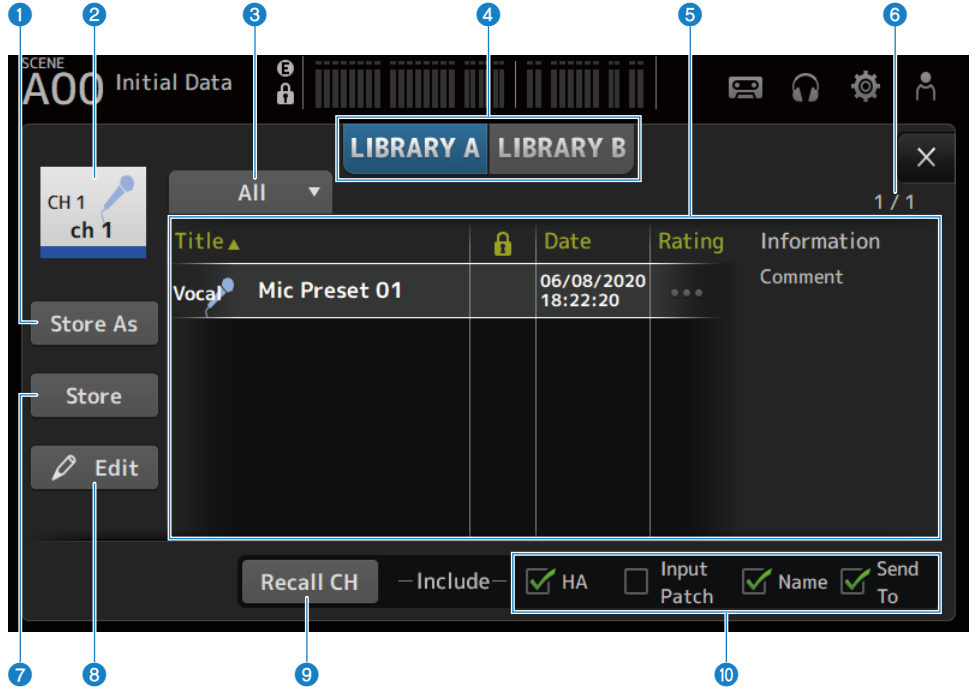 1 2 3 4 5 6
SCENE
A00 Initial Data
E
LIBRARY A LIBRARY B
CH 1
ch 1
All
1 / 1
Title Date Rating Information
Vocal Mic Preset 01 06/08/2020 Comment
18:22:20
Store As
Store
Edit
Recall CH Include HA Input Name Send
Patch To
7 8 9 10